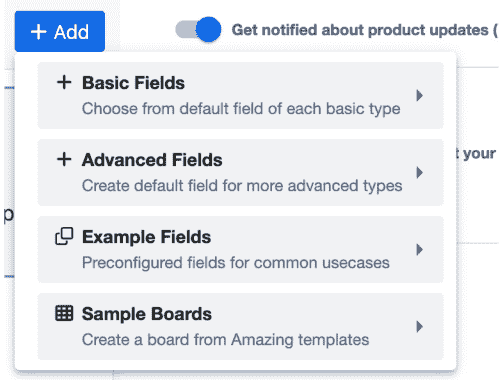 + Add
Get notified about product updates (
Basic Fields
Choose from default field of each basic type
t your
Advanced Fields
Create default field for more advanced types
p
Example Fields
Preconfigured fields for common usecases
Sample Boards
Create a board from Amazing templates